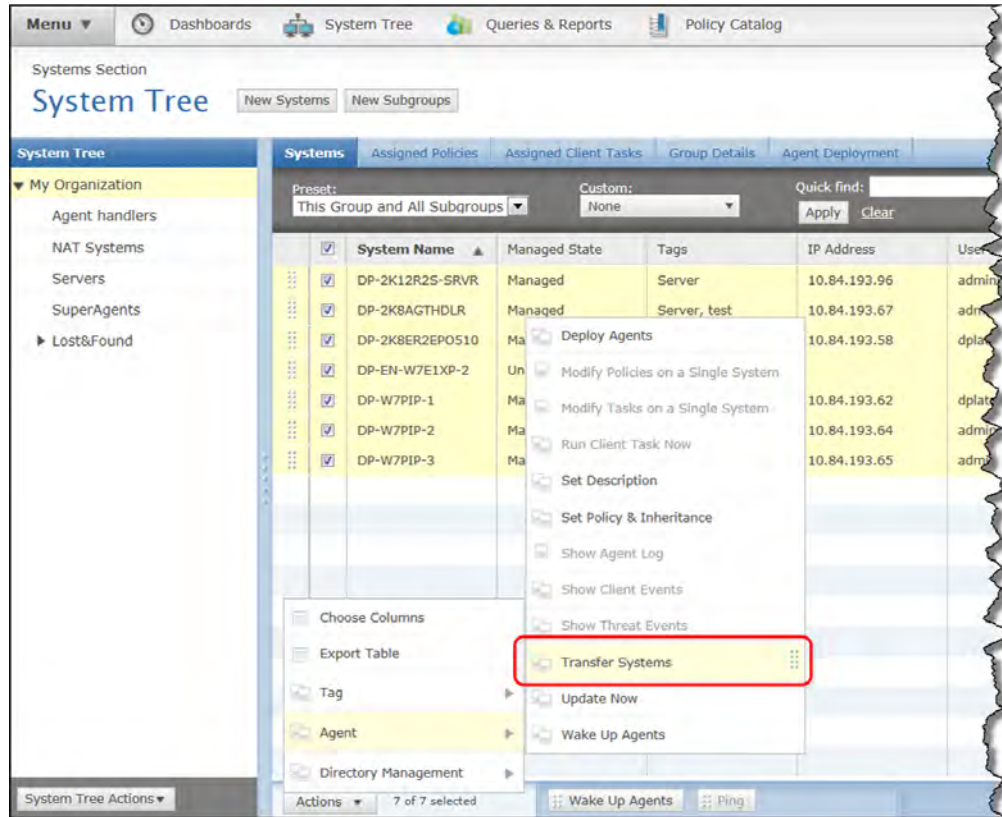 Menu ▼ Dashboards System Tree Queries & Reports Policy Catalog
Systems Section
System Tree New Systems New Subgroups
System Tree
▼ My Organization
Agent handlers
NAT Systems
Servers
SuperAgents
▶ Lost&Found
System Tree Actions ▼
Systems Assigned Policies Assigned Client Tasks Group Details Agent Deployment
Preset: Custom: Quick find:
This Group and All Subgroups None Apply Clear
System Name ▲ Managed State Tags IP Address
DP-2K12R2S-SRVR Managed Server 10.84.193.96
DP-2K8AGTHDLR Managed Server, test 10.84.193.67
DP-2K8ER2EPO510 Ma 10.84.193.58
DP-EN-W7E1XP-2 Un
DP-W7PIP-1 Ma 10.84.193.62
DP-W7PIP-2 Ma 10.84.193.64
DP-W7PIP-3 Ma 10.84.193.65
Deploy Agents
Modify Policies on a Single System
Modify Tasks on a Single System
Run Client Task Now
Set Description
Set Policy & Inheritance
Show Agent Log
Show Client Events
Show Threat Events
Transfer Systems
Update Now
Wake Up Agents
Choose Columns
Export Table
Tag
Agent
Directory Management
Actions ▼ 7 of 7 selected Wake Up Agents Ping